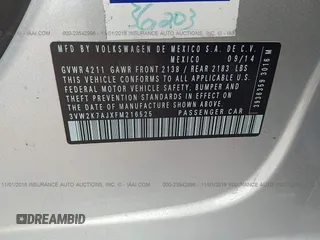 36203
MFD BY VOLKSWAGEN DE MEXICO S.A. DE C.V.
MEXICO 09/14
GVWR 4211 GAWR FRONT 2138 / REAR 2183 LBS
THIS VEHICLE CONFORMS TO ALL APPLICABLE U.S.
FEDERAL MOTOR VEHICLE SAFETY, BUMPER, AND
THEFT PREVENTION STANDARDS IN EFFECT ON THE
DATE OF MANUFACTURE SHOWN ABOVE.
3VW2K7AJXFM216525 PASSENGER CAR
3936359 3016 M
DREAMBID